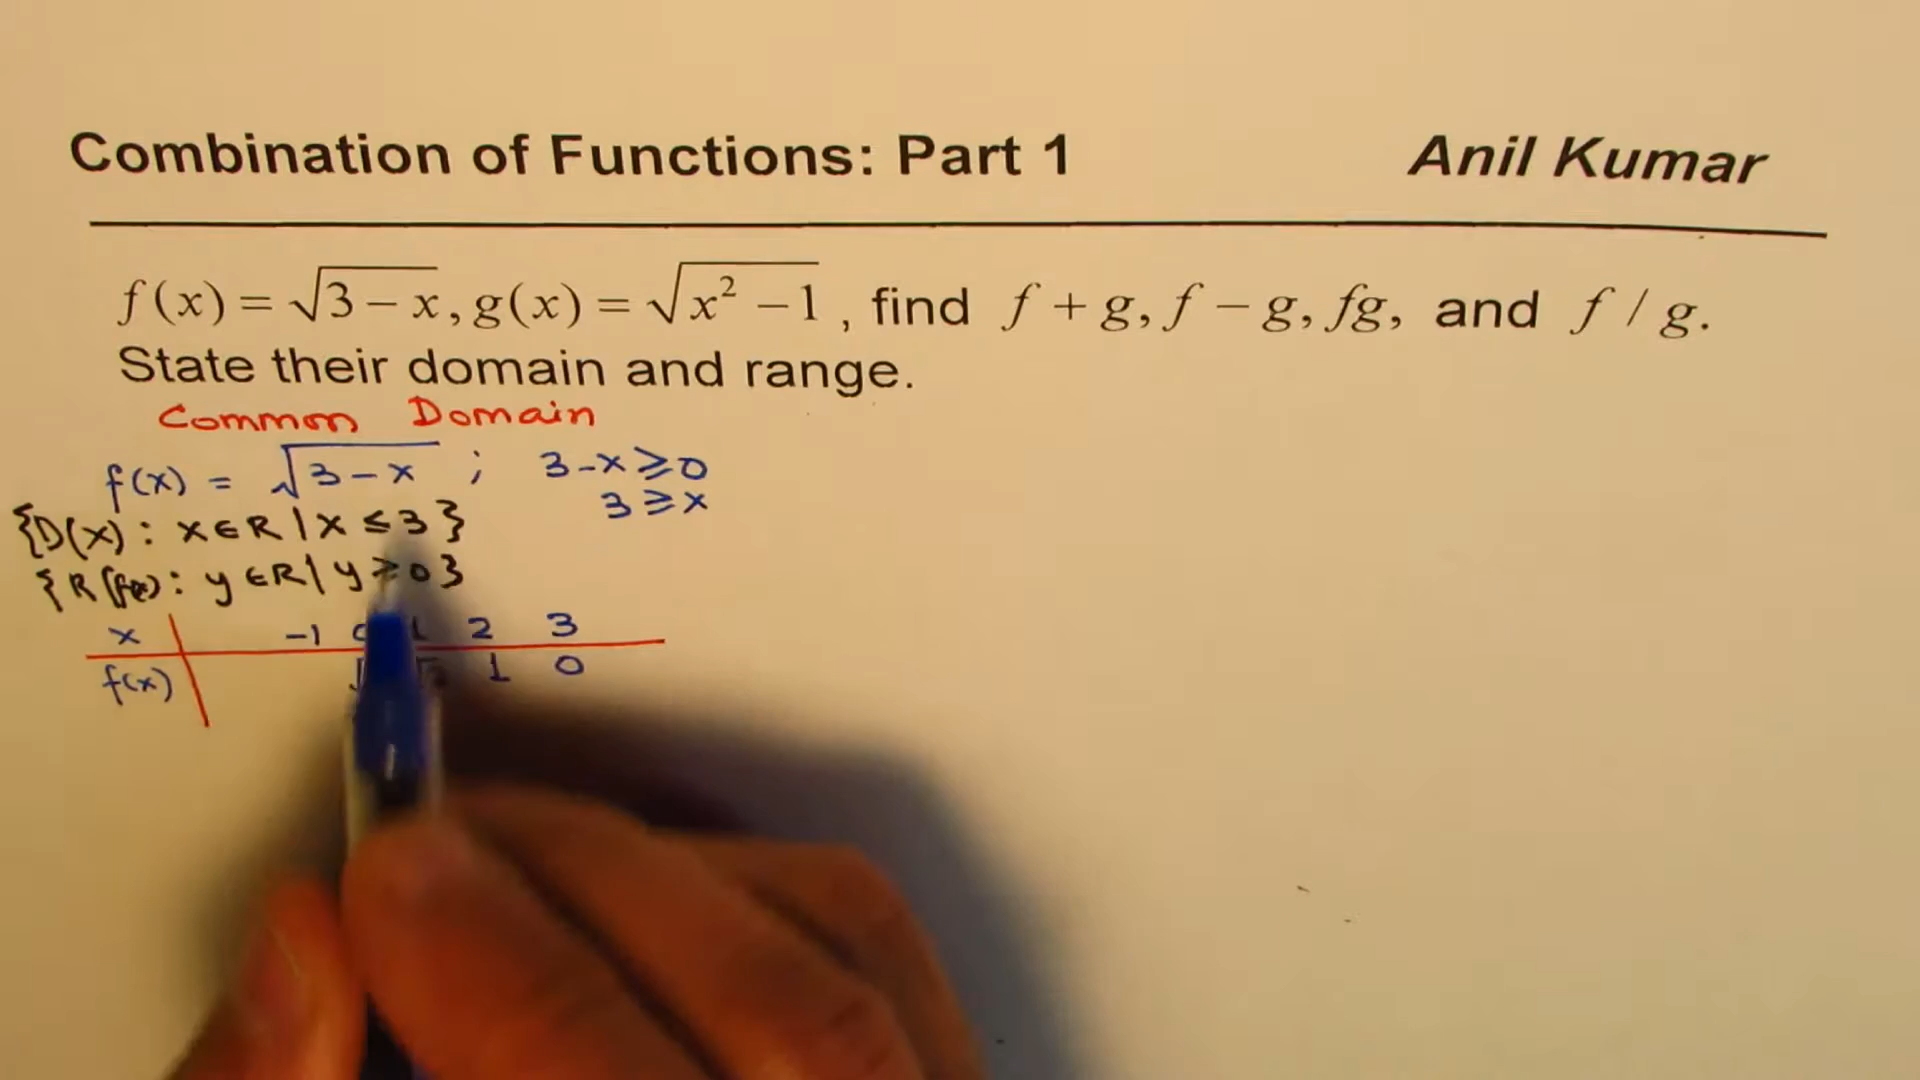 Combination of Functions: Part 1 Anil Kumar
f(x) = √3 − x, g(x) = √x² − 1, find f + g, f − g, fg, and f / g.
State their domain and range.
Common Domain
f(x) = √3 − x ; 3-x ≥ 0
3 ≥ x
{D(x) : x ∈ R | x ≤ 3}
{R(f(x)) : y ∈ R | y ≥ 0}
x -1 2 3
f(x) 1 0